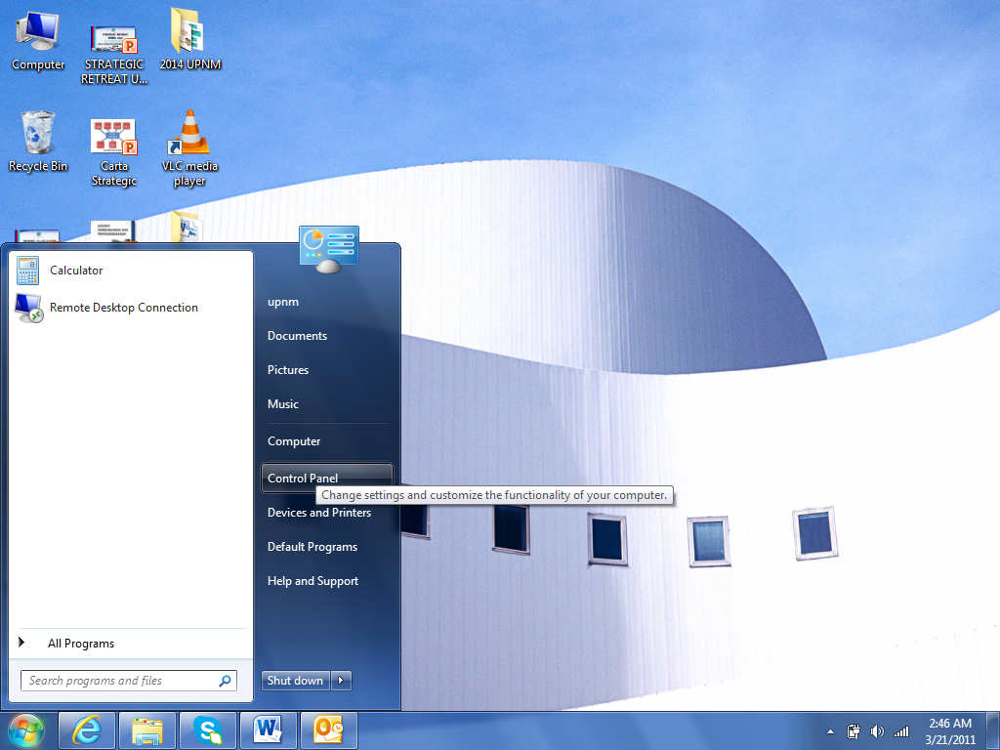 Computer
STRATEGIC
RETREAT U...
2014 UPNM
Recycle Bin
Carta
Strategic
VLC media
player
Calculator
Remote Desktop Connection
All Programs
Search programs and files
upnm
Documents
Pictures
Music
Computer
Control Panel
Change settings and customize the functionality of your computer.
Devices and Printers
Default Programs
Help and Support
Shut down
2:46 AM
3/21/2011